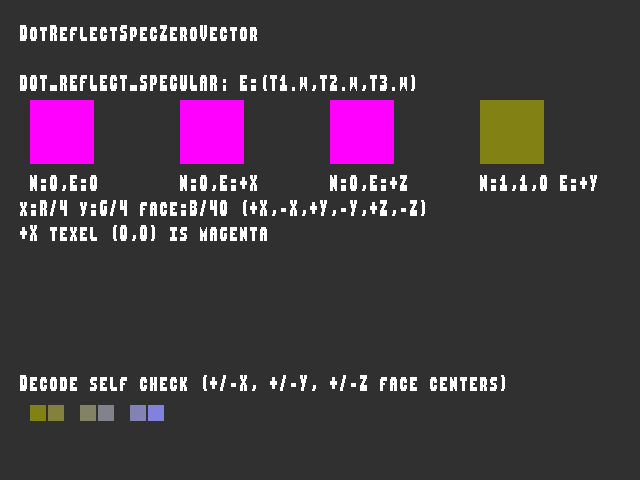 DotReflectSpecZeroVector
DOT_REFLECT_SPECULAR: E:(T1.w,T2.w,T3.w)
N:0,E:0 N:0,E:+X N:0,E:+Z N:1,1,0 E:+Y
x:R/4 y:G/4 face:B/40 (+X,-X,+Y,-Y,+Z,-Z)
+X texel (0,0) is magenta
Decode self check (+/-X, +/-Y, +/-Z face centers)